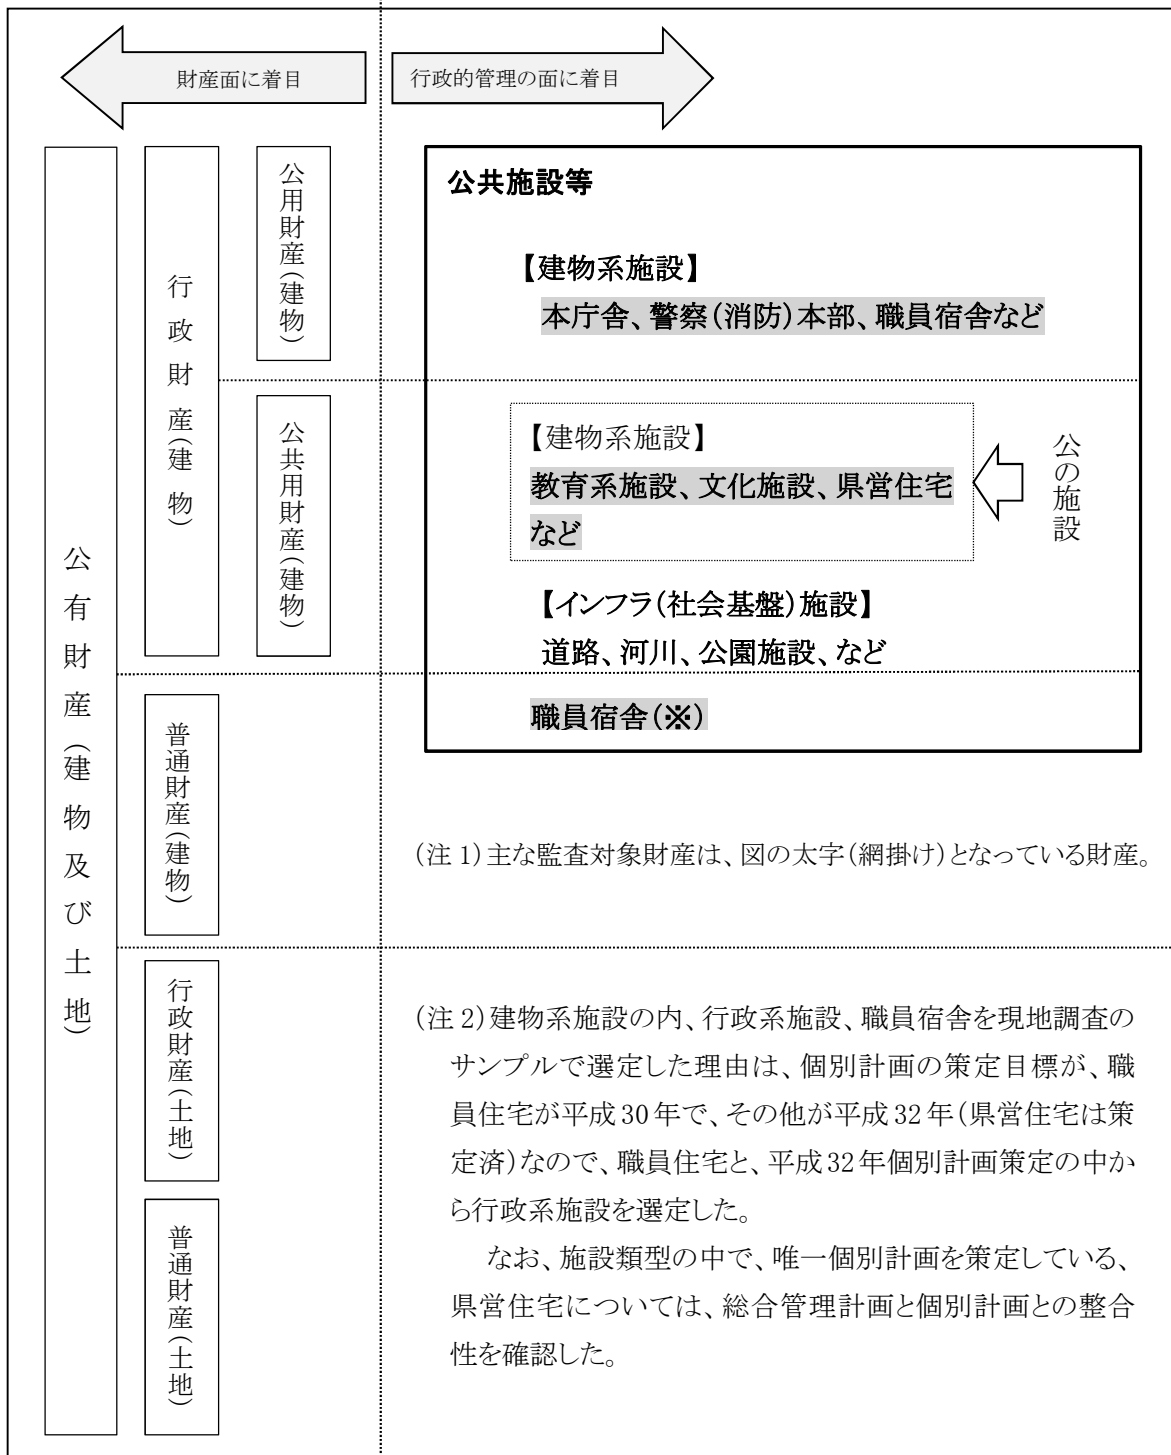 財産面に着目
行政的管理の面に着目
公有財産(建物及び土地)
行政財産(建物)
公用財産(建物)
公共用財産(建物)
普通財産(建物)
行政財産(土地)
普通財産(土地)
公共施設等
【建物系施設】
本庁舎、警察(消防)本部、職員宿舎など
【建物系施設】
教育系施設、文化施設、県営住宅
など
公の施設
【インフラ(社会基盤)施設】
道路、河川、公園施設、など
職員宿舎(※)
(注 1)主な監査対象財産は、図の太字(網掛け)となっている財産。
(注 2)建物系施設の内、行政系施設、職員宿舎を現地調査の
サンプルで選定した理由は、個別計画の策定目標が、職
員住宅が平成 30 年で、その他が平成 32 年(県営住宅は策
定済)なので、職員住宅と、平成 32 年個別計画策定の中か
ら行政系施設を選定した。
なお、施設類型の中で、唯一個別計画を策定している、
県営住宅については、総合管理計画と個別計画との整合
性を確認した。